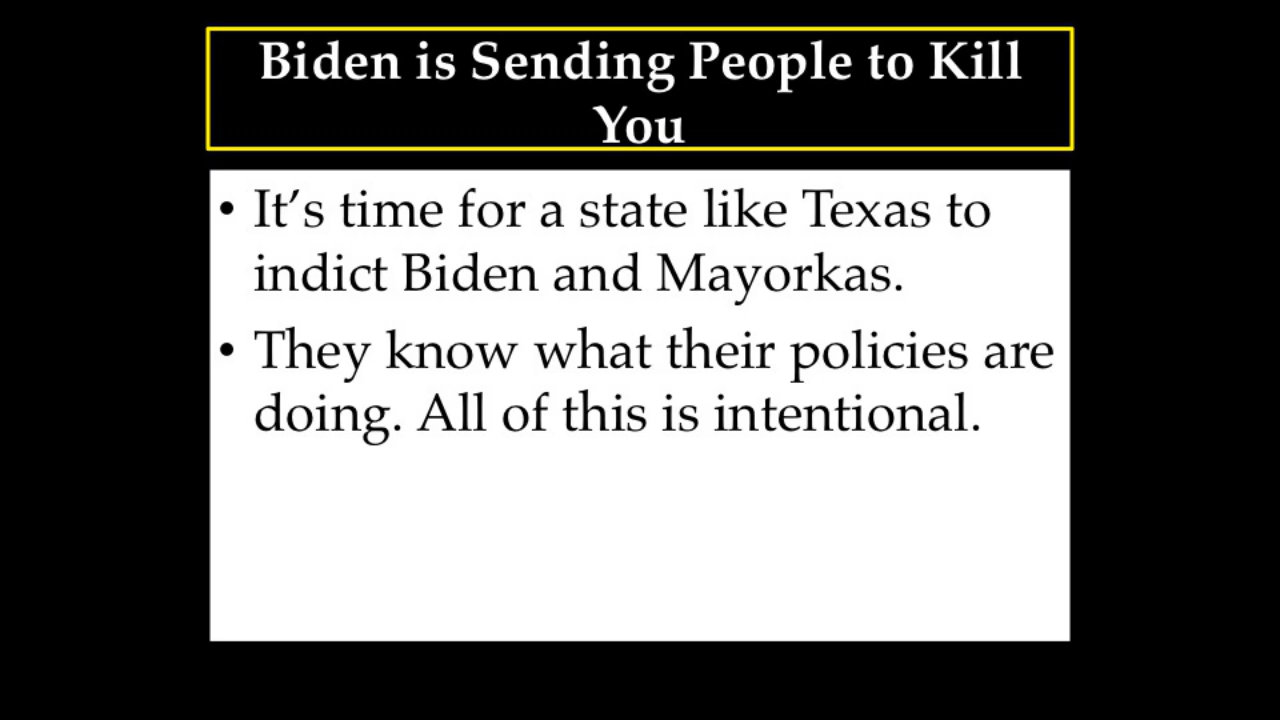 Biden is Sending People to Kill
You
• It’s time for a state like Texas to
indict Biden and Mayorkas.
• They know what their policies are
doing. All of this is intentional.